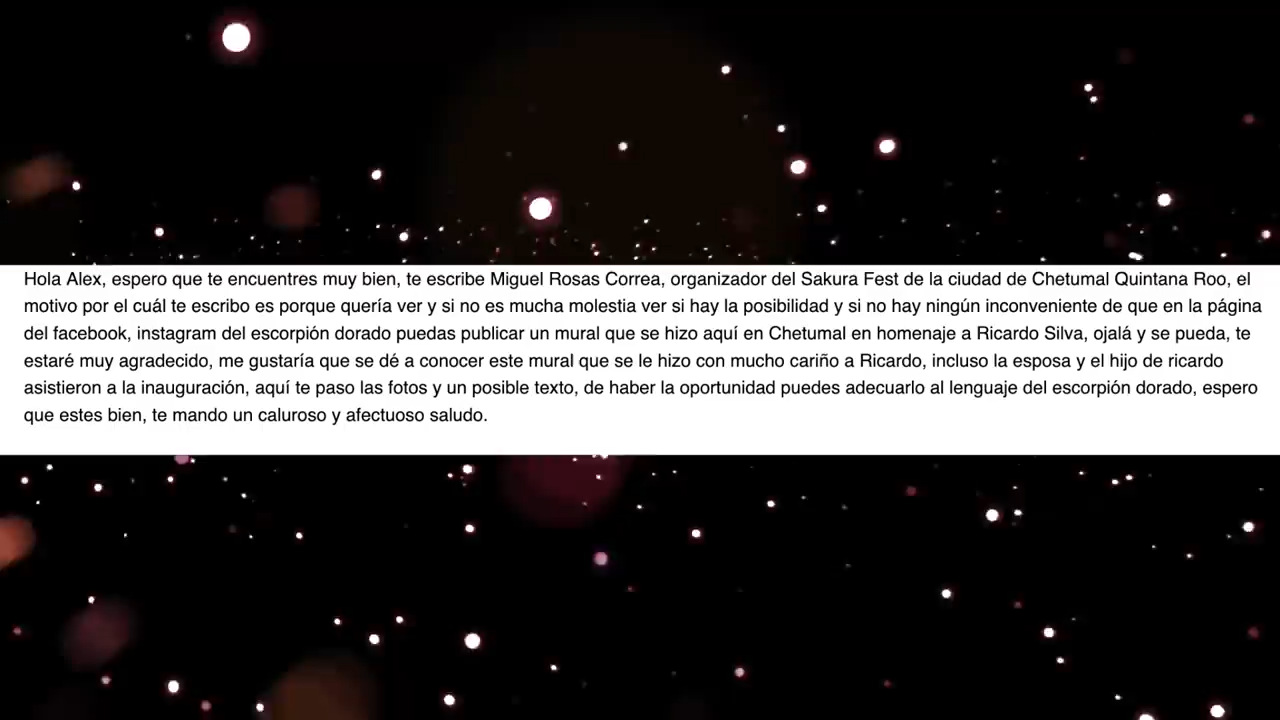 Hola Alex, espero que te encuentres muy bien, te escribe Miguel Rosas Correa, organizador del Sakura Fest de la ciudad de Chetumal Quintana Roo, el
motivo por el cuál te escribo es porque quería ver y si no es mucha molestia ver si hay la posibilidad y si no hay ningún inconveniente de que en la página
del facebook, instagram del escorpión dorado puedas publicar un mural que se hizo aquí en Chetumal en homenaje a Ricardo Silva, ojalá y se pueda, te
estaré muy agradecido, me gustaría que se dé a conocer este mural que se le hizo con mucho cariño a Ricardo, incluso la esposa y el hijo de ricardo
asistieron a la inauguración, aquí te paso las fotos y un posible texto, de haber la oportunidad puedes adecuarlo al lenguaje del escorpión dorado, espero
que estes bien, te mando un caluroso y afectuoso saludo.